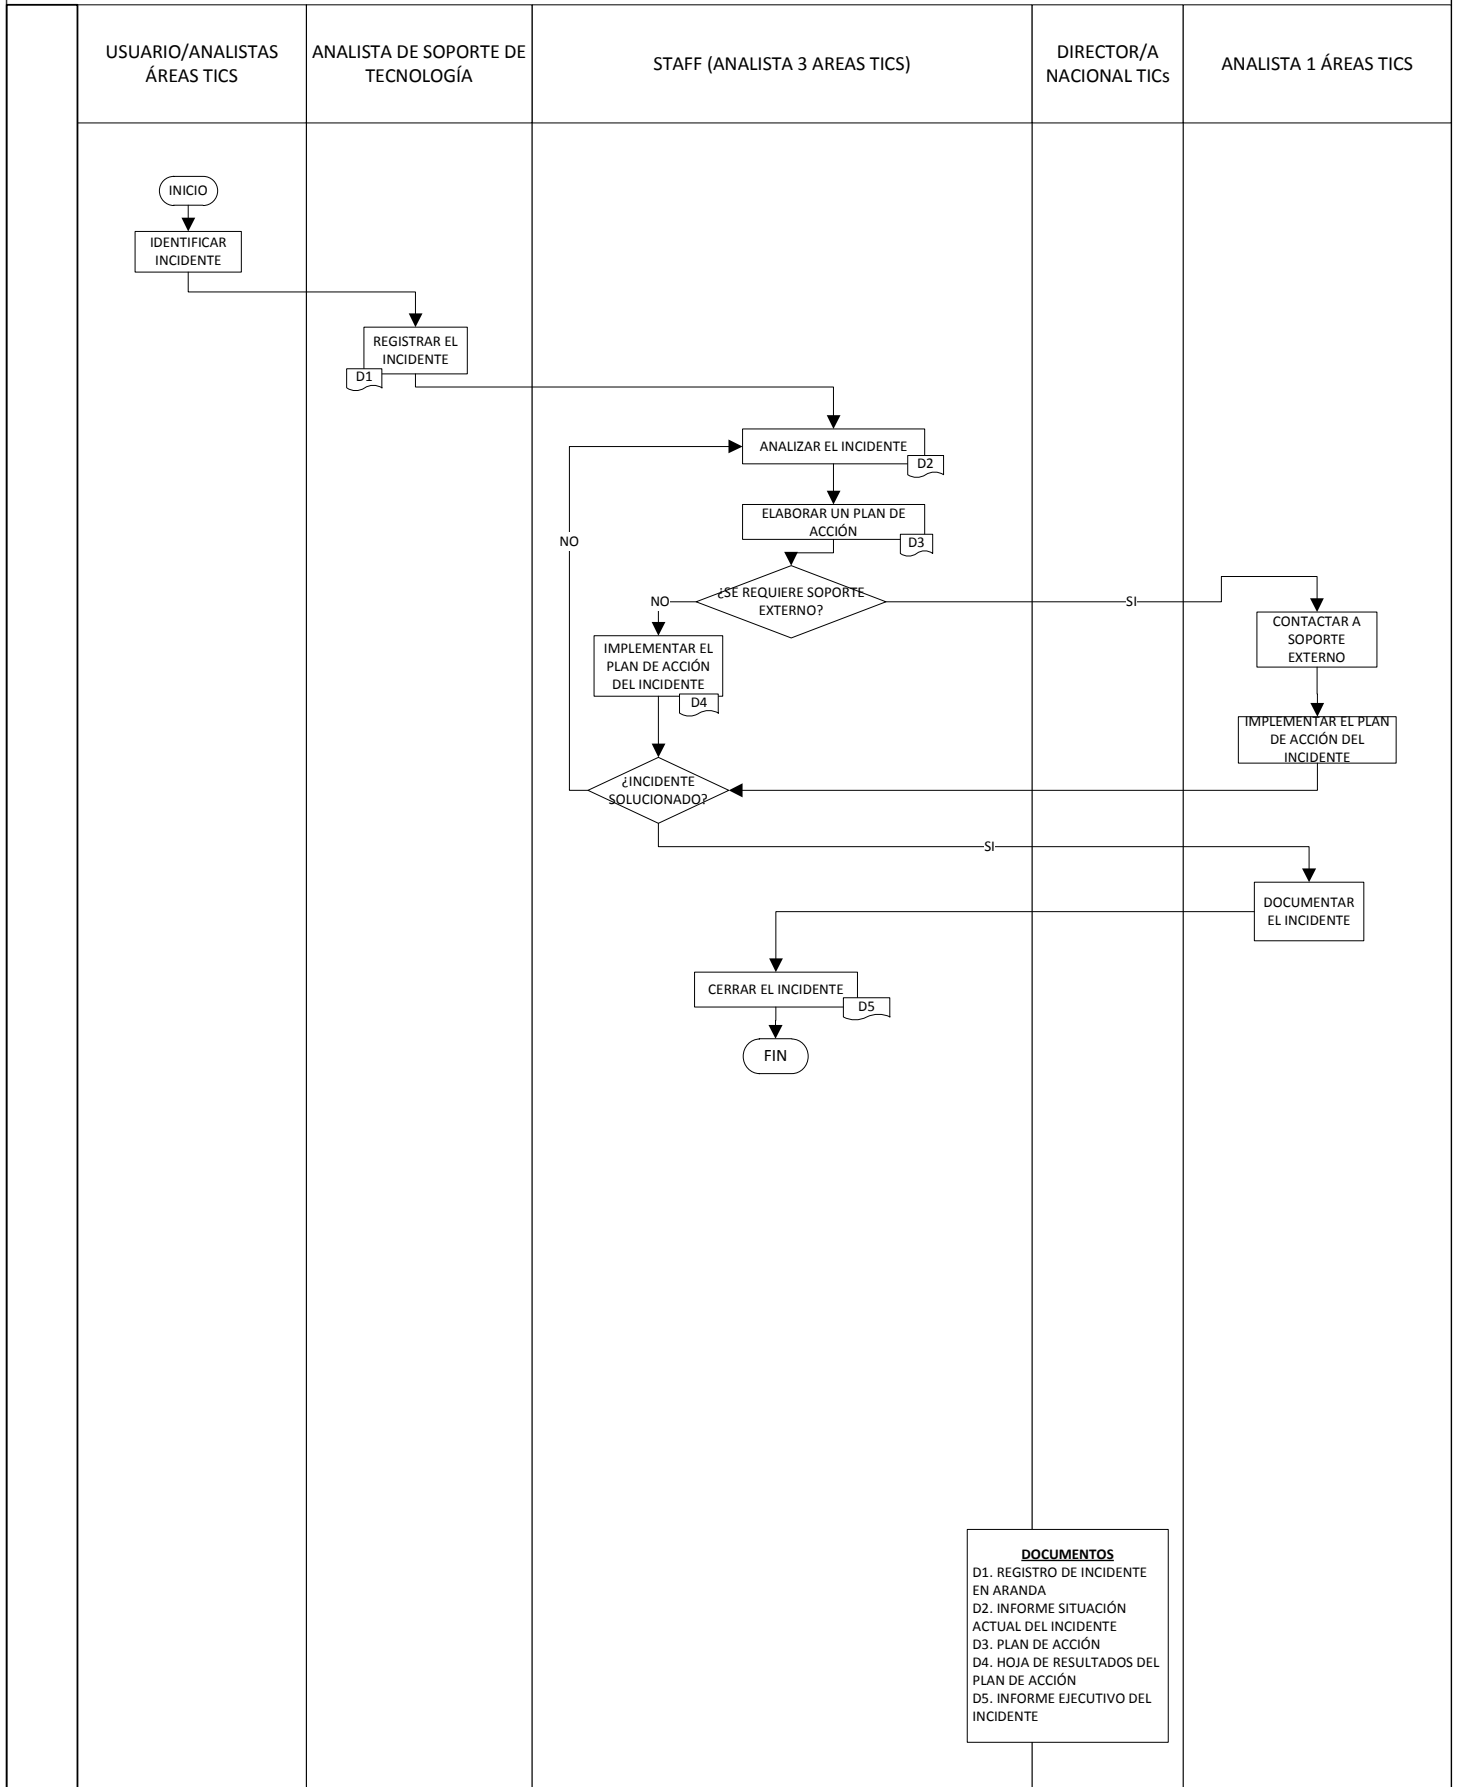 USUARIO/ANALISTAS
ÁREAS TICS
ANALISTA DE SOPORTE DE
TECNOLOGÍA
STAFF (ANALISTA 3 AREAS TICS)
DIRECTOR/A
NACIONAL TICs
ANALISTA 1 ÁREAS TICS
INICIO
IDENTIFICAR
INCIDENTE
REGISTRAR EL
INCIDENTE
D1
ANALIZAR EL INCIDENTE
D2
ELABORAR UN PLAN DE
ACCIÓN
D3
NO
¿SE REQUIERE SOPORTE
EXTERNO?
NO
SI
CONTACTAR A
SOPORTE
EXTERNO
IMPLEMENTAR EL
PLAN DE ACCIÓN
DEL INCIDENTE
D4
IMPLEMENTAR EL PLAN
DE ACCIÓN DEL
INCIDENTE
¿INCIDENTE
SOLUCIONADO?
SI
DOCUMENTAR
EL INCIDENTE
CERRAR EL INCIDENTE
D5
FIN
DOCUMENTOS
D1. REGISTRO DE INCIDENTE
EN ARANDA
D2. INFORME SITUACIÓN
ACTUAL DEL INCIDENTE
D3. PLAN DE ACCIÓN
D4. HOJA DE RESULTADOS DEL
PLAN DE ACCIÓN
D5. INFORME EJECUTIVO DEL
INCIDENTE